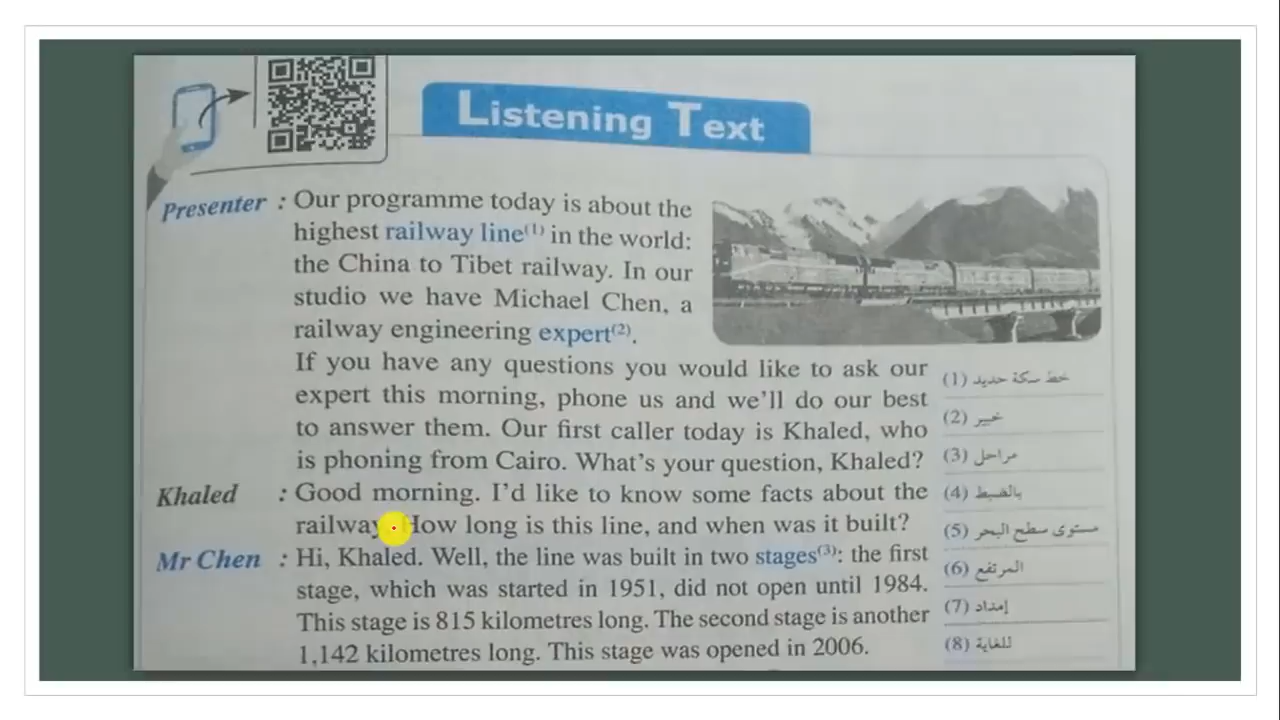 Listening Text
Presenter : Our programme today is about the
highest railway line(1) in the world:
the China to Tibet railway. In our
studio we have Michael Chen, a
railway engineering expert(2).
If you have any questions you would like to ask our
expert this morning, phone us and we'll do our best
to answer them. Our first caller today is Khaled, who
is phoning from Cairo. What's your question, Khaled?
Khaled : Good morning. I'd like to know some facts about the
railway. How long is this line, and when was it built?
Mr Chen : Hi, Khaled. Well, the line was built in two stages(3): the first
stage, which was started in 1951, did not open until 1984.
This stage is 815 kilometres long. The second stage is another
1,142 kilometres long. This stage was opened in 2006.
(1) خط سكة حديد
(2) خبير
(3) مراحل
(4) بالضبط
(5) مستوى سطح البحر
(6) المرتفع
(7) إمداد
(8) للغاية